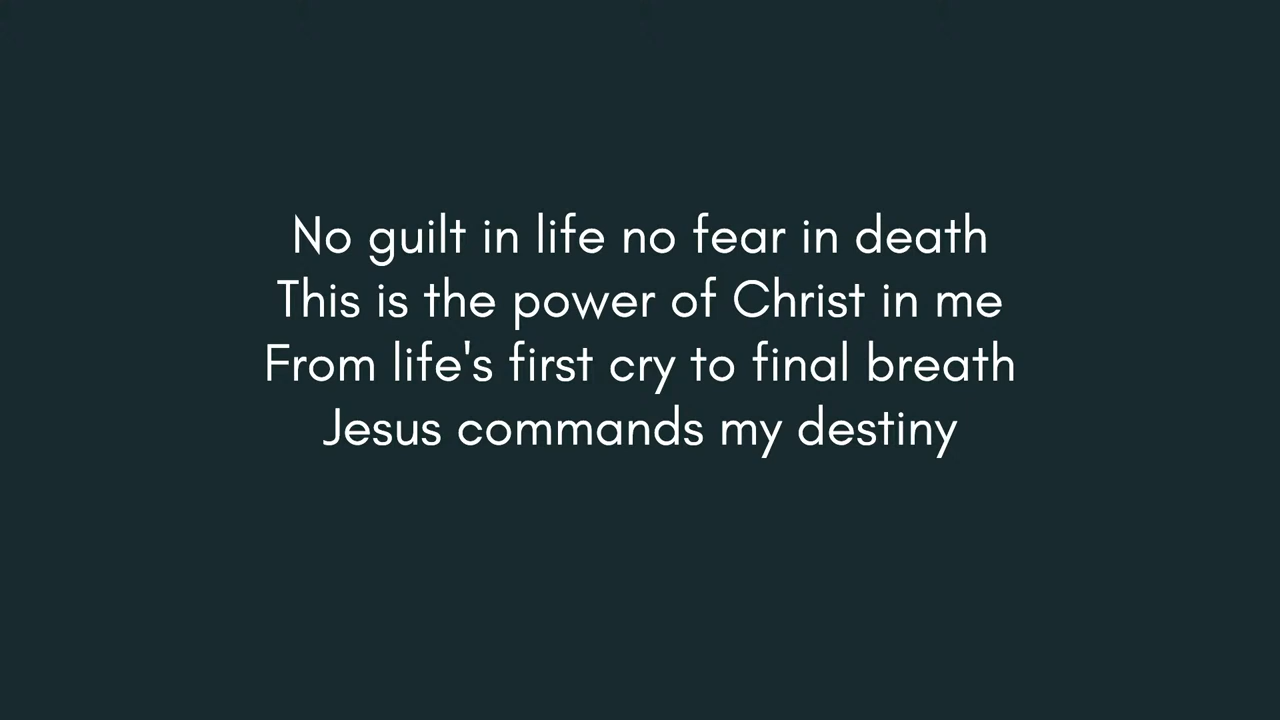 No guilt in life no fear in death
This is the power of Christ in me
From life's first cry to final breath
Jesus commands my destiny